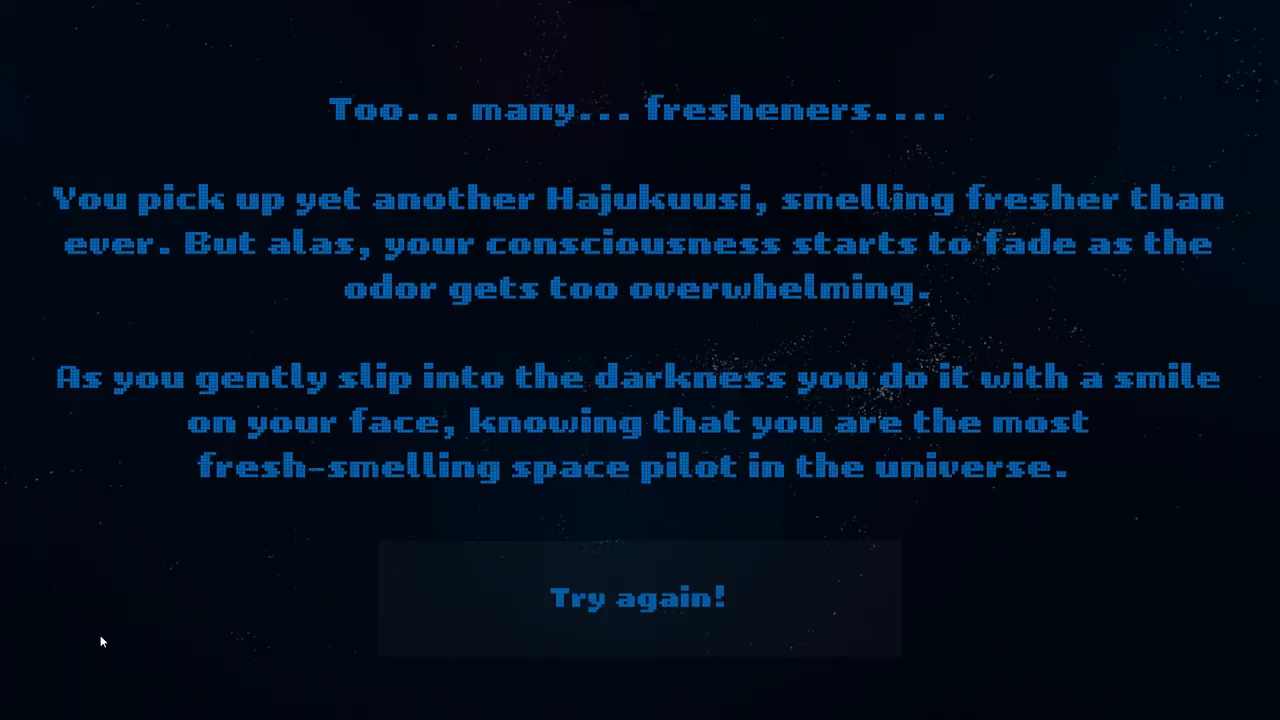 Too... many... fresheners....
You pick up yet another Hajukuusi, smelling fresher than
ever. But alas, your consciousness starts to fade as the
odor gets too overwhelming.
As you gently slip into the darkness you do it with a smile
on your face, knowing that you are the most
fresh-smelling space pilot in the universe.
Try again!